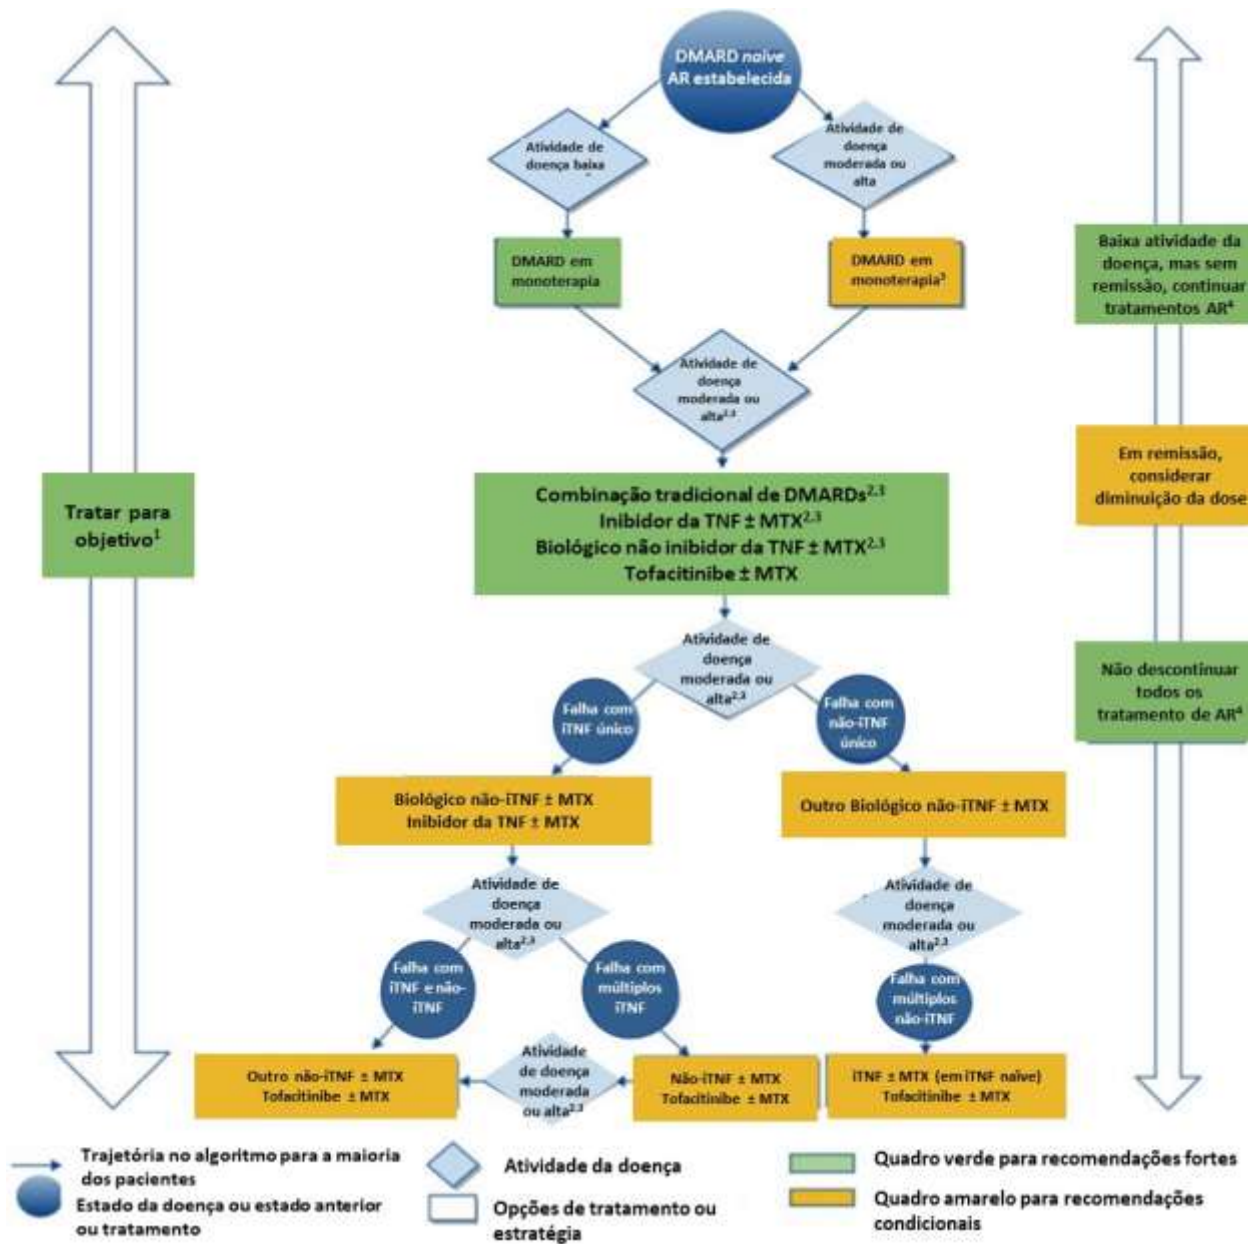 DMARD naïve
AR estabelecida
Atividade de
doença baixa
Atividade de
doença
moderada ou
alta
DMARD em
monoterapia
DMARD em
monoterapia³
Baixa atividade da
doença, mas sem
remissão, continuar
tratamentos AR⁴
Atividade de
doença
moderada ou
alta²,³
Tratar para
objetivo¹
Combinação tradicional de DMARDs²,³
Inibidor da TNF ± MTX²,³
Biológico não inibidor da TNF ± MTX²,³
Tofacitinibe ± MTX
Em remissão,
considerar
diminuição da dose
Atividade de
doença
moderada ou
alta²,³
Falha com
iTNF único
Falha com
não-iTNF
único
Não descontinuar
todos os
tratamento de AR⁴
Biológico não-iTNF ± MTX
Inibidor da TNF ± MTX
Outro Biológico não-iTNF ± MTX
Atividade de
doença
moderada ou
alta²,³
Atividade de
doença
moderada ou
alta²,³
Falha com
iTNF e não-
iTNF
Falha com
múltiplos
iTNF
Falha com
múltiplos
não-iTNF
Outro não-iTNF ± MTX
Tofacitinibe ± MTX
Atividade
de doença
moderada
ou alta²,³
Não-iTNF ± MTX
Tofacitinibe ± MTX
iTNF ± MTX (em iTNF naïve)
Tofacitinibe ± MTX
Trajetória no algoritmo para a maioria
dos pacientes
Estado da doença ou estado anterior
ou tratamento
Atividade da doença
Opções de tratamento ou
estratégia
Quadro verde para recomendações fortes
Quadro amarelo para recomendações
condicionais